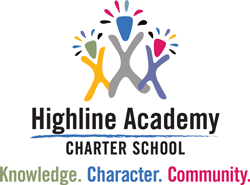 Highline Academy
CHARTER SCHOOL
Knowledge. Character. Community.